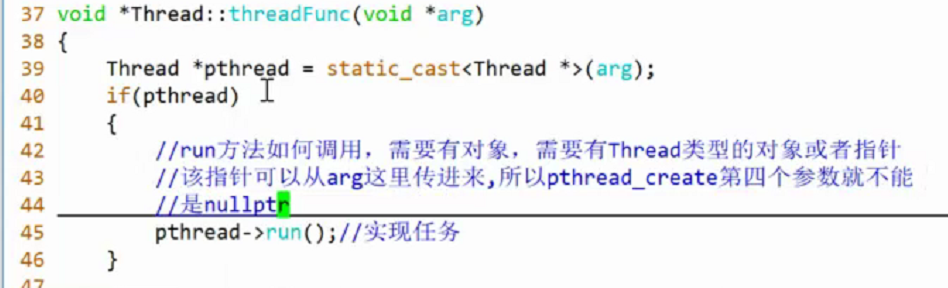 37 void *Thread::threadFunc(void *arg)
38 {
39     Thread *pthread = static_cast<Thread *>(arg);
40     if(pthread)
41     {
42         //run方法如何调用，需要有对象，需要有Thread类型的对象或者指针
43         //该指针可以从arg这里传进来,所以pthread_create第四个参数就不能
44         //是nullptr
45         pthread->run();//实现任务
46     }
47